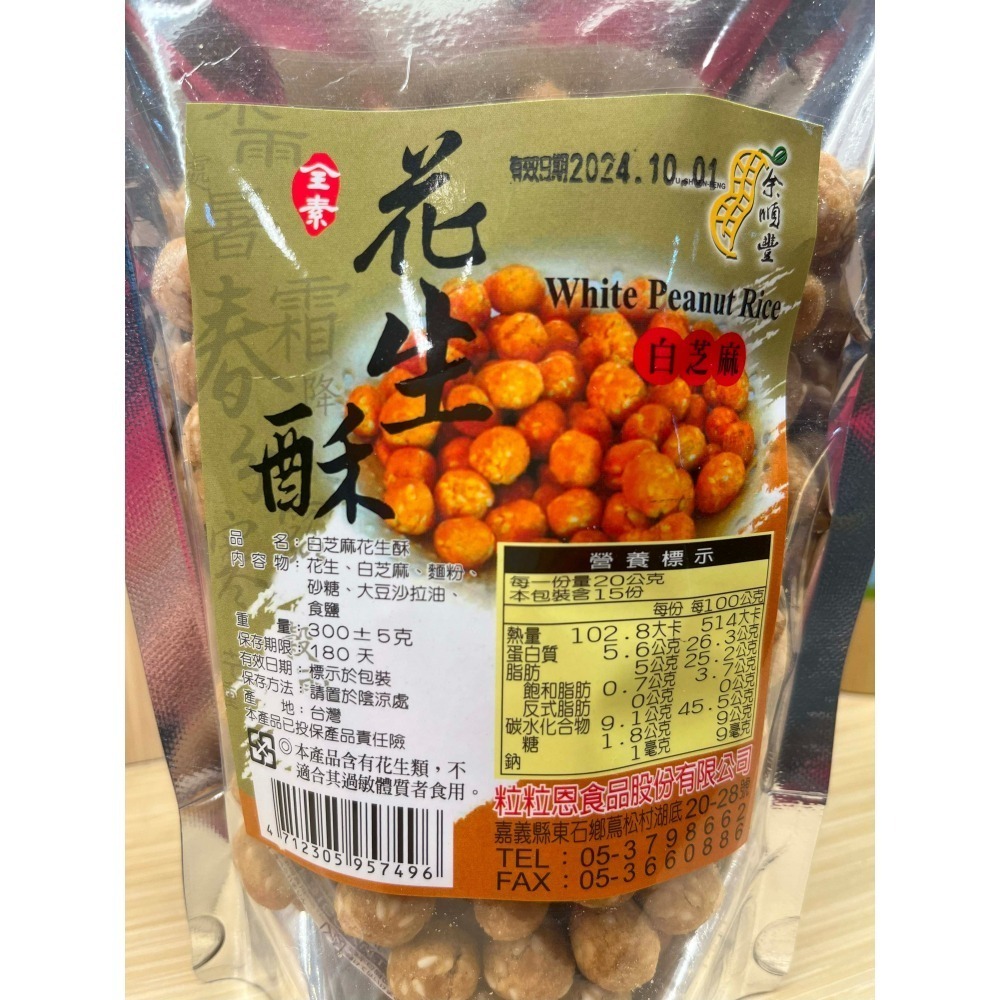 全素
花生酥
有效日期2024.10.01
YU-SHUEN-FENG
余順豐
White Peanut Rice
白芝麻
霜
降
暑
處
春
品名：白芝麻花生酥
內容物：花生、白芝麻、麵粉、
砂糖、大豆沙拉油、
食鹽
重量：300±5克
保存期限：180 天
有效日期：標示於包裝
保存方法：請置於陰涼處
產地：台灣
本產品已投保產品責任險
◎本產品含有花生類，不
適合其過敏體質者食用。
4 712305 957496
營養標示
每一份量20公克
本包裝含15份
每份 每100公克
熱量 102.8大卡 514大卡
蛋白質 5.6公克 26.3公克
脂肪 5公克 25.2公克
飽和脂肪 0.7公克 3.7公克
反式脂肪 0公克 0公克
碳水化合物 9.1公克 45.5公克
糖 1.8公克 9公克
鈉 1毫克 9毫克
粒粒恩食品股份有限公司
嘉義縣東石鄉蔦松村湖底20-28號
TEL：05-3798662
FAX：05-3660886